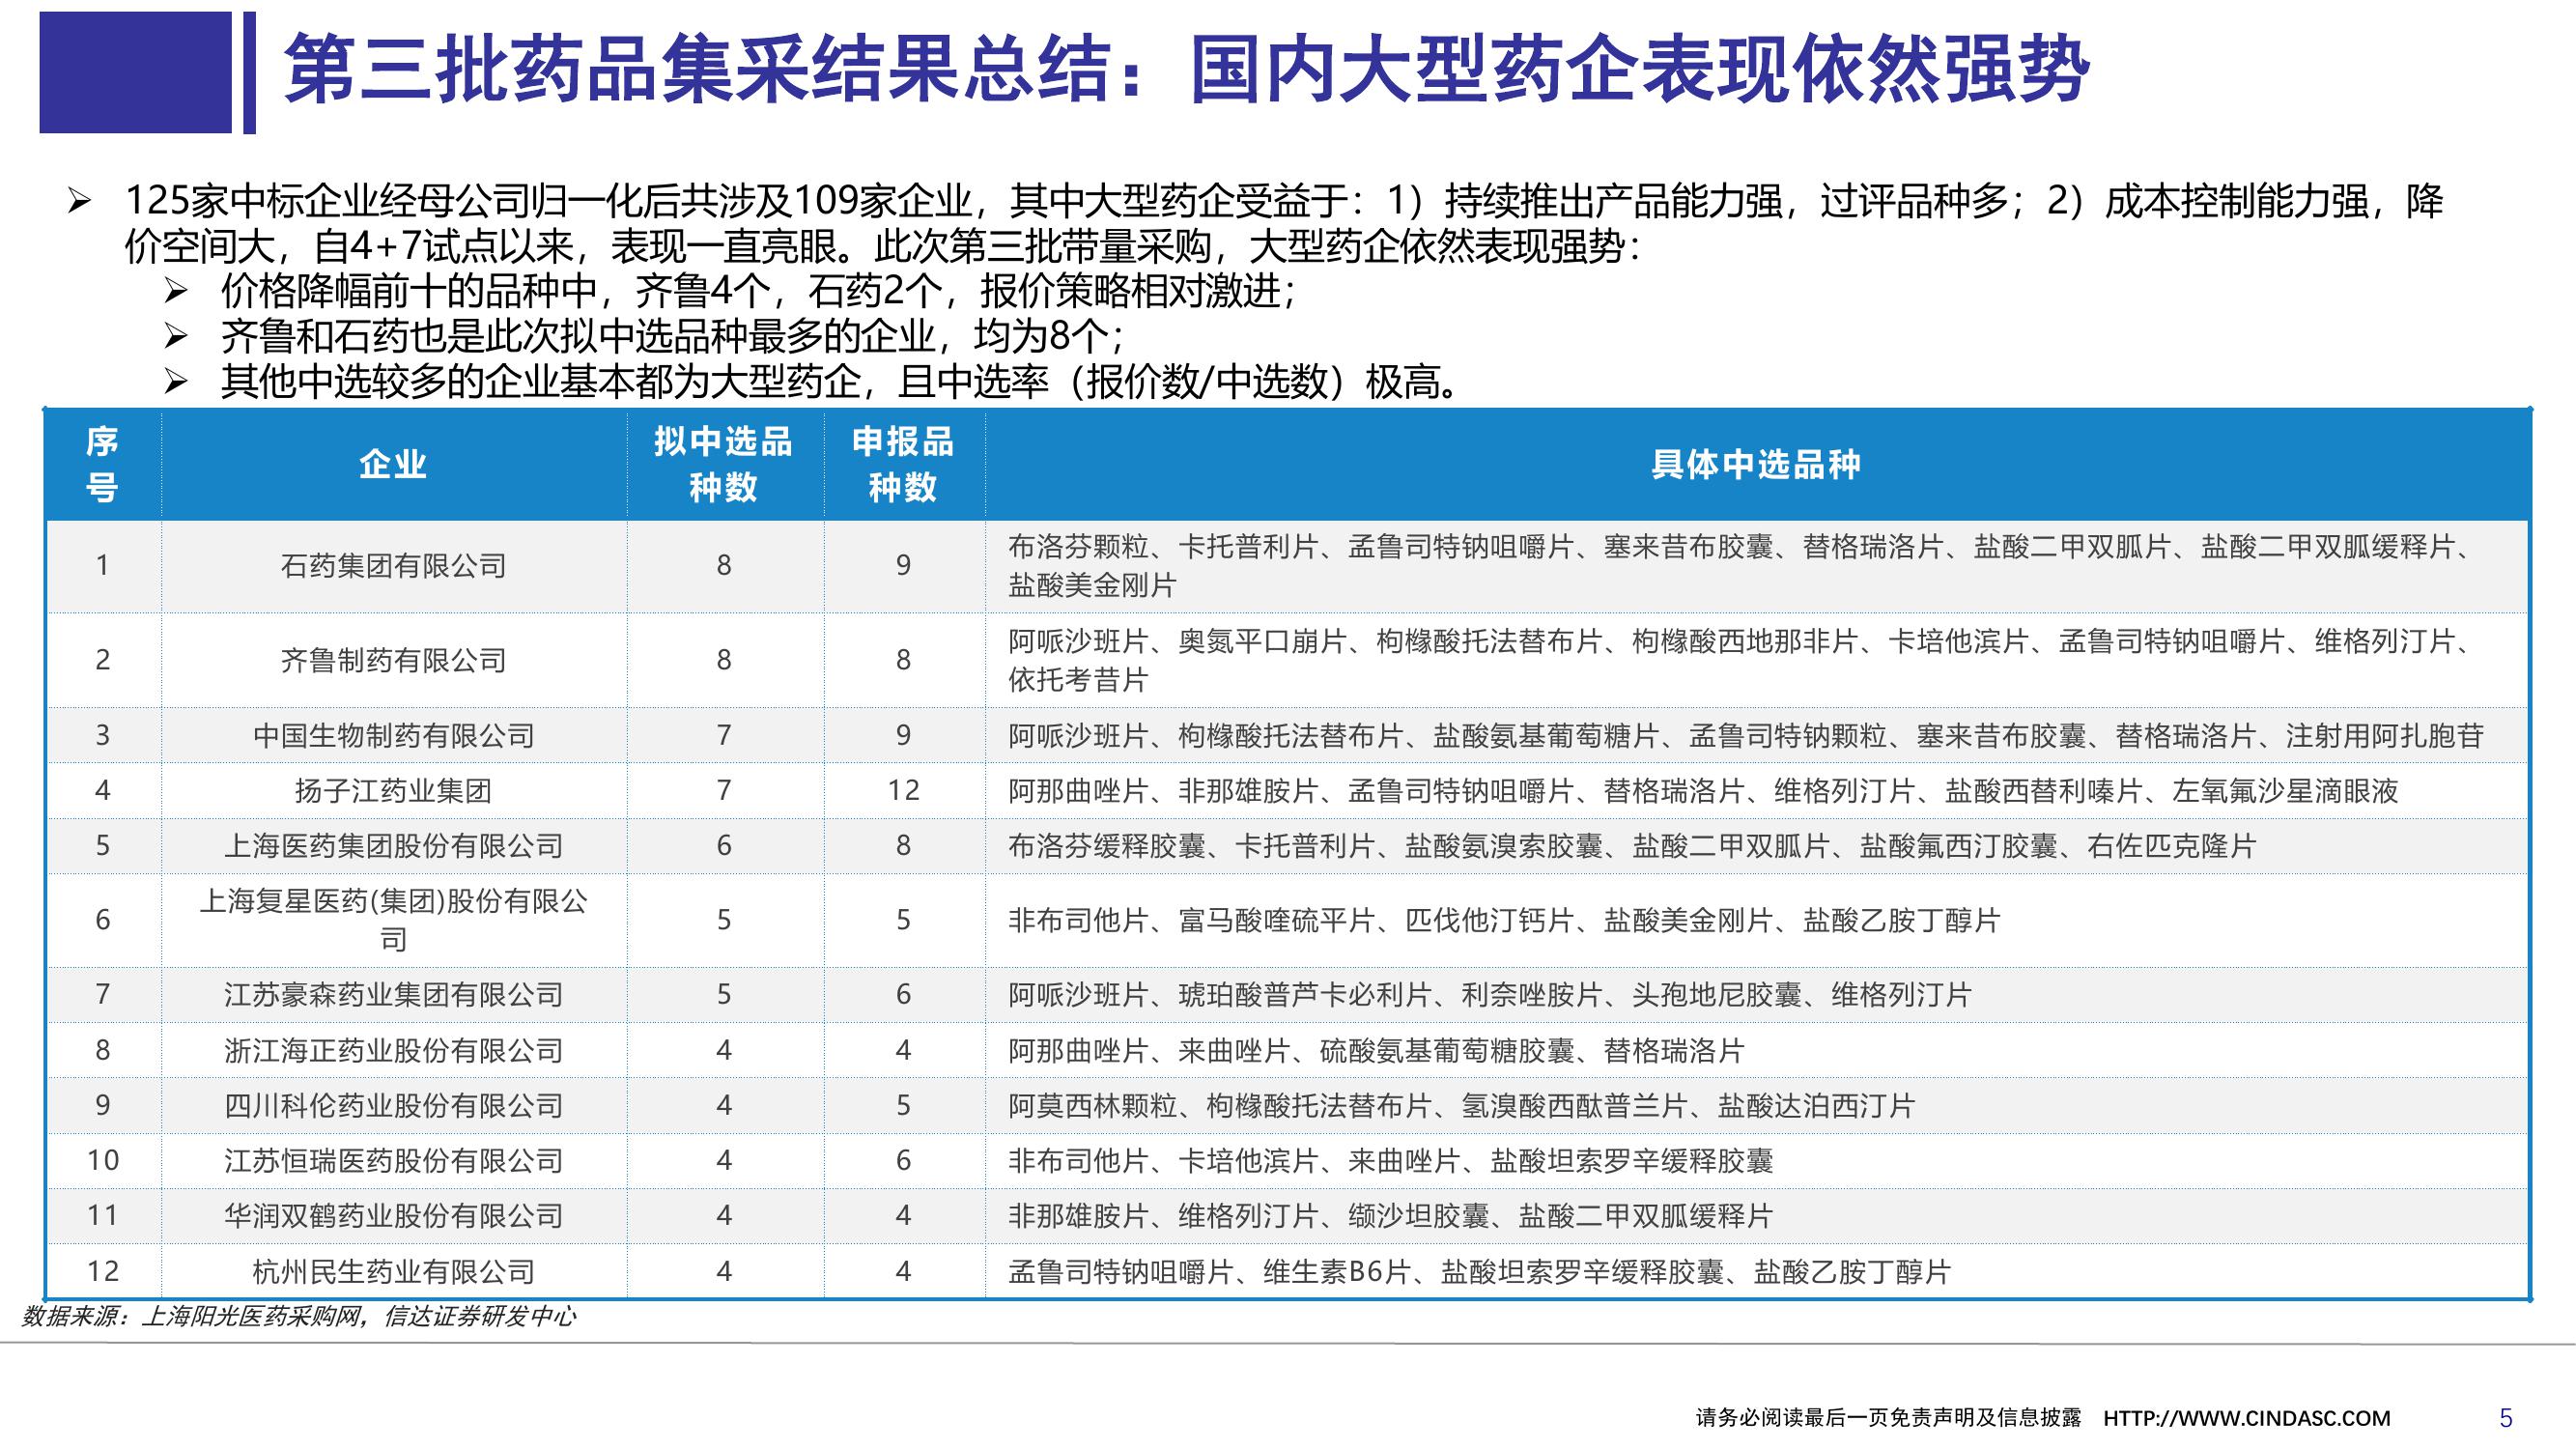 第三批药品集采结果总结：国内大型药企表现依然强势
➢ 125家中标企业经母公司归一化后共涉及109家企业，其中大型药企受益于：1）持续推出产品能力强，过评品种多；2）成本控制能力强，降
价空间大，自4+7试点以来，表现一直亮眼。此次第三批带量采购，大型药企依然表现强势：
➢ 价格降幅前十的品种中，齐鲁4个，石药2个，报价策略相对激进；
➢ 齐鲁和石药也是此次拟中选品种最多的企业，均为8个；
➢ 其他中选较多的企业基本都为大型药企，且中选率（报价数/中选数）极高。
序号 企业 拟中选品种数 申报品种数 具体中选品种
1 石药集团有限公司 8 9 布洛芬颗粒、卡托普利片、孟鲁司特钠咀嚼片、塞来昔布胶囊、替格瑞洛片、盐酸二甲双胍片、盐酸二甲双胍缓释片、
盐酸美金刚片
2 齐鲁制药有限公司 8 8 阿哌沙班片、奥氮平口崩片、枸橼酸托法替布片、枸橼酸西地那非片、卡培他滨片、孟鲁司特钠咀嚼片、维格列汀片、
依托考昔片
3 中国生物制药有限公司 7 9 阿哌沙班片、枸橼酸托法替布片、盐酸氨基葡萄糖片、孟鲁司特钠颗粒、塞来昔布胶囊、替格瑞洛片、注射用阿扎胞苷
4 扬子江药业集团 7 12 阿那曲唑片、非那雄胺片、孟鲁司特钠咀嚼片、替格瑞洛片、维格列汀片、盐酸西替利嗪片、左氧氟沙星滴眼液
5 上海医药集团股份有限公司 6 8 布洛芬缓释胶囊、卡托普利片、盐酸氨溴索胶囊、盐酸二甲双胍片、盐酸氟西汀胶囊、右佐匹克隆片
6 上海复星医药(集团)股份有限公司 5 5 非布司他片、富马酸喹硫平片、匹伐他汀钙片、盐酸美金刚片、盐酸乙胺丁醇片
7 江苏豪森药业集团有限公司 5 6 阿哌沙班片、琥珀酸普芦卡必利片、利奈唑胺片、头孢地尼胶囊、维格列汀片
8 浙江海正药业股份有限公司 4 4 阿那曲唑片、来曲唑片、硫酸氨基葡萄糖胶囊、替格瑞洛片
9 四川科伦药业股份有限公司 4 5 阿莫西林颗粒、枸橼酸托法替布片、氢溴酸西酞普兰片、盐酸达泊西汀片
10 江苏恒瑞医药股份有限公司 4 6 非布司他片、卡培他滨片、来曲唑片、盐酸坦索罗辛缓释胶囊
11 华润双鹤药业股份有限公司 4 4 非那雄胺片、维格列汀片、缬沙坦胶囊、盐酸二甲双胍缓释片
12 杭州民生药业有限公司 4 4 孟鲁司特钠咀嚼片、维生素B6片、盐酸坦索罗辛缓释胶囊、盐酸乙胺丁醇片
数据来源：上海阳光医药采购网，信达证券研发中心
请务必阅读最后一页免责声明及信息披露 HTTP://WWW.CINDASC.COM 5